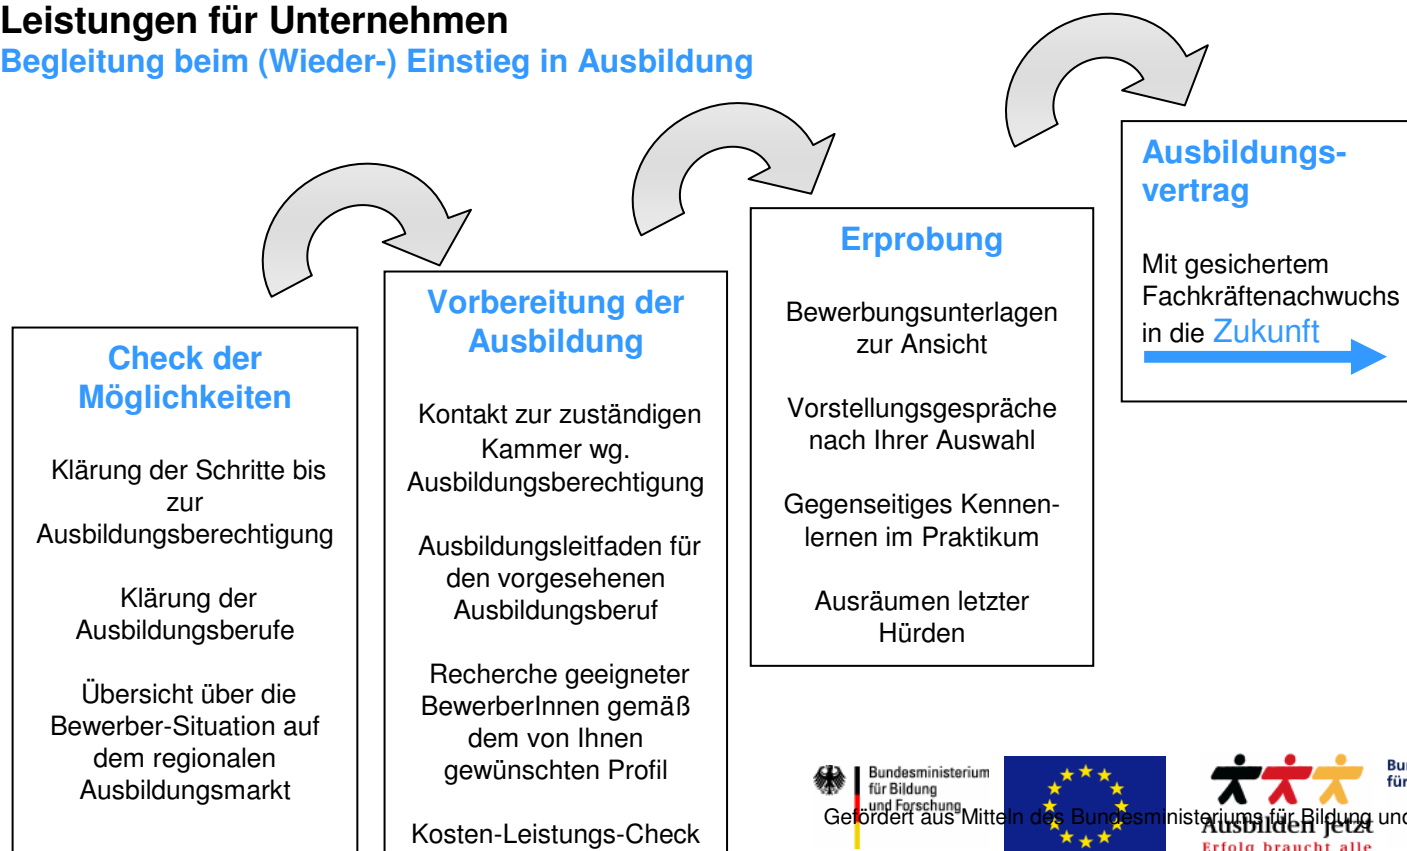 Leistungen für Unternehmen
Begleitung beim (Wieder-) Einstieg in Ausbildung
Check der
Möglichkeiten
Klärung der Schritte bis
zur
Ausbildungsberechtigung
Klärung der
Ausbildungsberufe
Übersicht über die
Bewerber-Situation auf
dem regionalen
Ausbildungsmarkt
Vorbereitung der
Ausbildung
Kontakt zur zuständigen
Kammer wg.
Ausbildungsberechtigung
Ausbildungsleitfaden für
den vorgesehenen
Ausbildungsberuf
Recherche geeigneter
BewerberInnen gemäß
dem von Ihnen
gewünschten Profil
Kosten-Leistungs-Check
Erprobung
Bewerbungsunterlagen
zur Ansicht
Vorstellungsgespräche
nach Ihrer Auswahl
Gegenseitiges Kennen-
lernen im Praktikum
Ausräumen letzter
Hürden
Ausbildungs-
vertrag
Mit gesichertem
Fachkräftenachwuchs
in die Zukunft
Bundesministerium
für Bildung
und Forschung
Gefördert aus Mitteln des Bundesministeriums für Bildung und
Ausbilden jetzt
Erfolg braucht alle
Bun
für